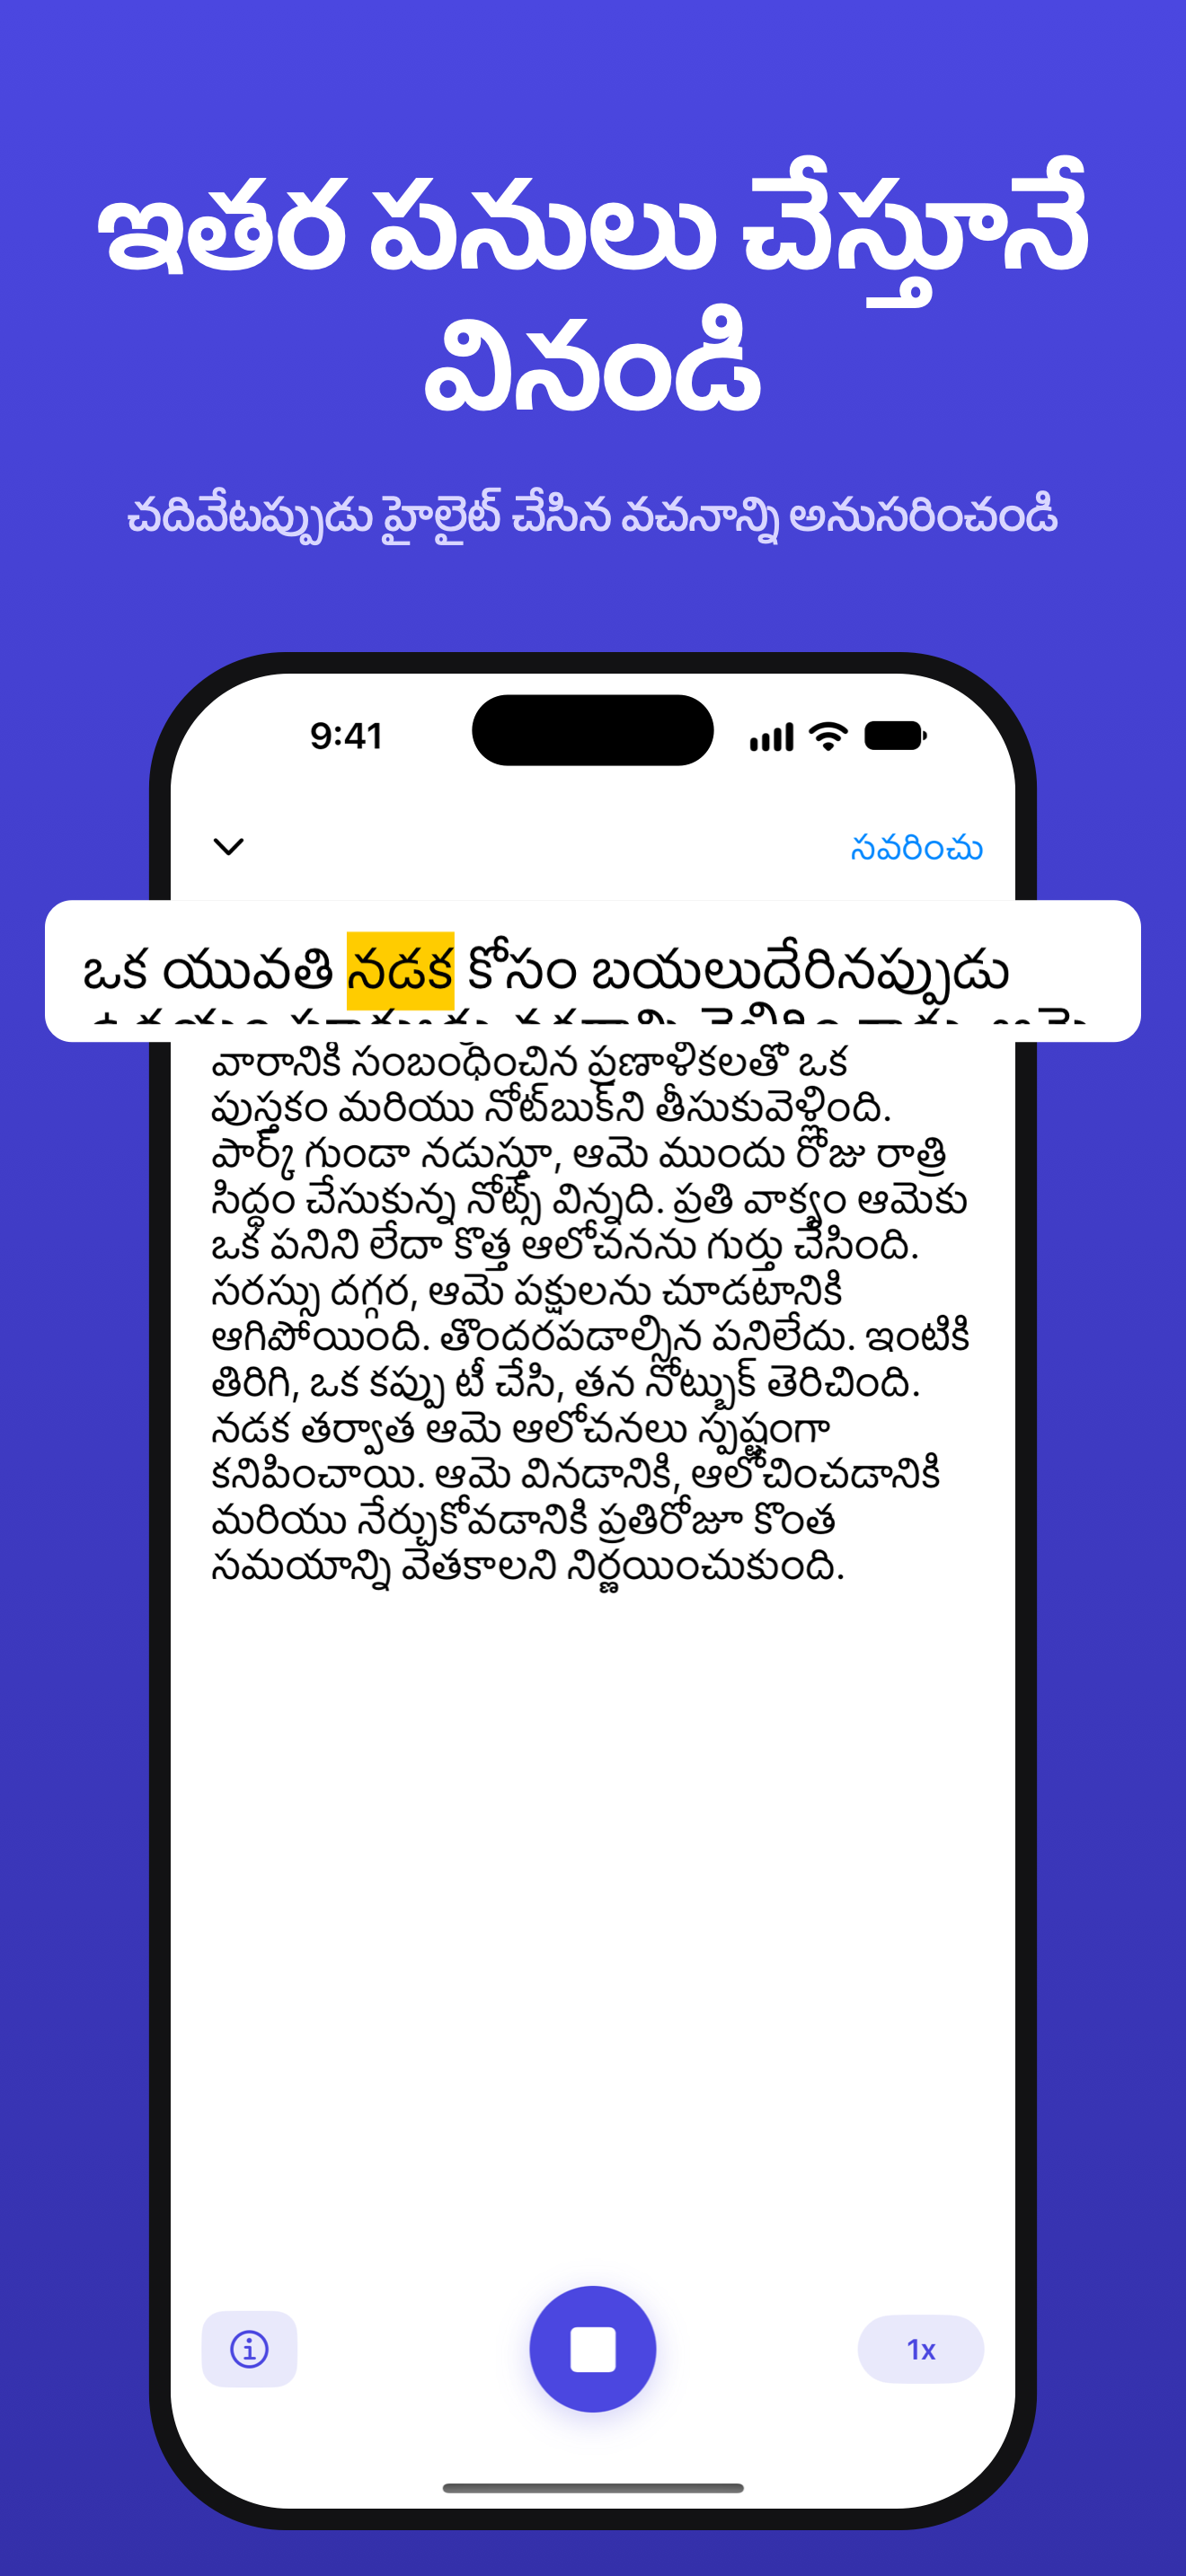 ఇతర పనులు చేస్తూనే
వినండి
చదివేటప్పుడు హైలైట్ చేసిన వచనాన్ని అనుసరించండి
9:41
సవరించు
ఒక యువతి నడక కోసం బయలుదేరినప్పుడు
వారానికి సంబంధించిన ప్రణాళికలతో ఒక
పుస్తకం మరియు నోట్‌బుక్‌ని తీసుకువెళ్లింది.
పార్క్ గుండా నడుస్తూ, ఆమె ముందు రోజు రాత్రి
సిద్ధం చేసుకున్న నోట్స్ విన్నది. ప్రతి వాక్యం ఆమెకు
ఒక పనిని లేదా కొత్త ఆలోచనను గుర్తు చేసింది.
సరస్సు దగ్గర, ఆమె పక్షులను చూడటానికి
ఆగిపోయింది. తొందరపడాల్సిన పనిలేదు. ఇంటికి
తిరిగి, ఒక కప్పు టీ చేసి, తన నోట్బుక్ తెరిచింది.
నడక తర్వాత ఆమె ఆలోచనలు స్పష్టంగా
కనిపించాయి. ఆమె వినడానికి, ఆలోచించడానికి
మరియు నేర్చుకోవడానికి ప్రతిరోజూ కొంత
సమయాన్ని వెతకాలని నిర్ణయించుకుంది.
1x